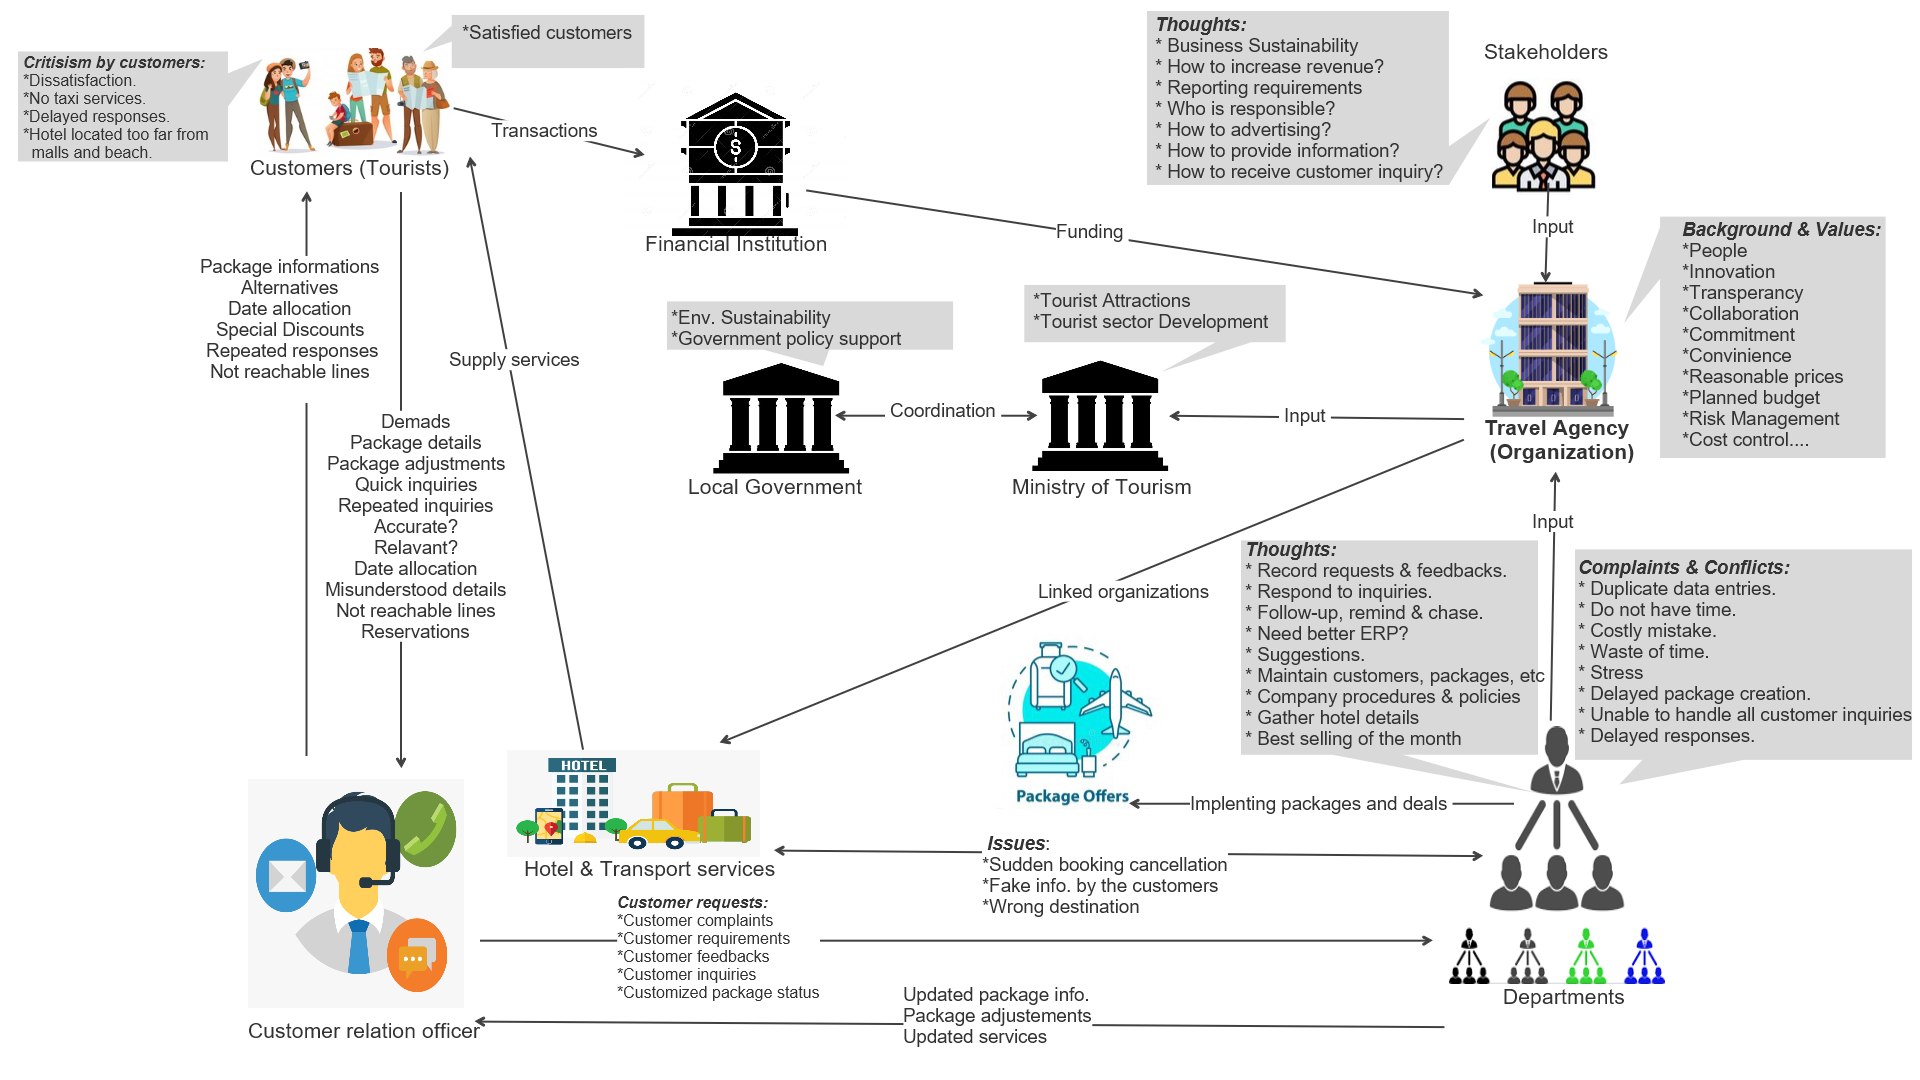 *Satisfied customers
Critisism by customers:
*Dissatisfaction.
*No taxi services.
*Delayed responses.
*Hotel located too far from
malls and beach.
Customers (Tourists)
Transactions
Financial Institution
Thoughts:
* Business Sustainability
* How to increase revenue?
* Reporting requirements
* Who is responsible?
* How to advertising?
* How to provide information?
* How to receive customer inquiry?
Stakeholders
Input
Funding
Background & Values:
*People
*Innovation
*Transperancy
*Collaboration
*Commitment
*Convinience
*Reasonable prices
*Planned budget
*Risk Management
*Cost control....
Package informations
Alternatives
Date allocation
Special Discounts
Repeated responses
Not reachable lines
Supply services
*Env. Sustainability
*Government policy support
*Tourist Attractions
*Tourist sector Development
Coordination
Input
Local Government
Ministry of Tourism
Travel Agency
(Organization)
Demads
Package details
Package adjustments
Quick inquiries
Repeated inquiries
Accurate?
Relavant?
Date allocation
Misunderstood details
Not reachable lines
Reservations
Input
Linked organizations
Thoughts:
* Record requests & feedbacks.
* Respond to inquiries.
* Follow-up, remind & chase.
* Need better ERP?
* Suggestions.
* Maintain customers, packages, etc
* Company procedures & policies
* Gather hotel details
* Best selling of the month
Complaints & Conflicts:
* Duplicate data entries.
* Do not have time.
* Costly mistake.
* Waste of time.
* Stress
* Delayed package creation.
* Unable to handle all customer inquiries
* Delayed responses.
HOTEL
Package Offers
Implenting packages and deals
Hotel & Transport services
Issues:
*Sudden booking cancellation
*Fake info. by the customers
*Wrong destination
Customer requests:
*Customer complaints
*Customer requirements
*Customer feedbacks
*Customer inquiries
*Customized package status
Updated package info.
Package adjustements
Updated services
Departments
Customer relation officer